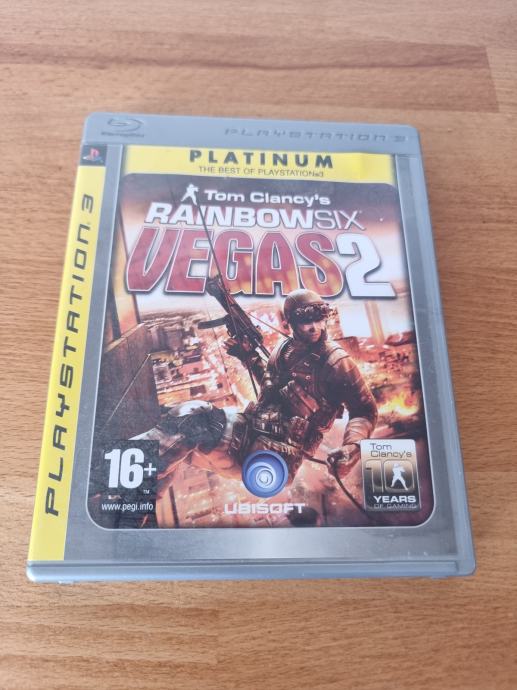 PLAYSTATION 3
PLATINUM
THE BEST OF PLAYSTATION®3
PLAYSTATION 3
Tom Clancy's
RAINBOWSIX
VEGAS2
16+
™
www.pegi.info
UBISOFT
Tom
Clancy's
10
YEARS
OF GAMING